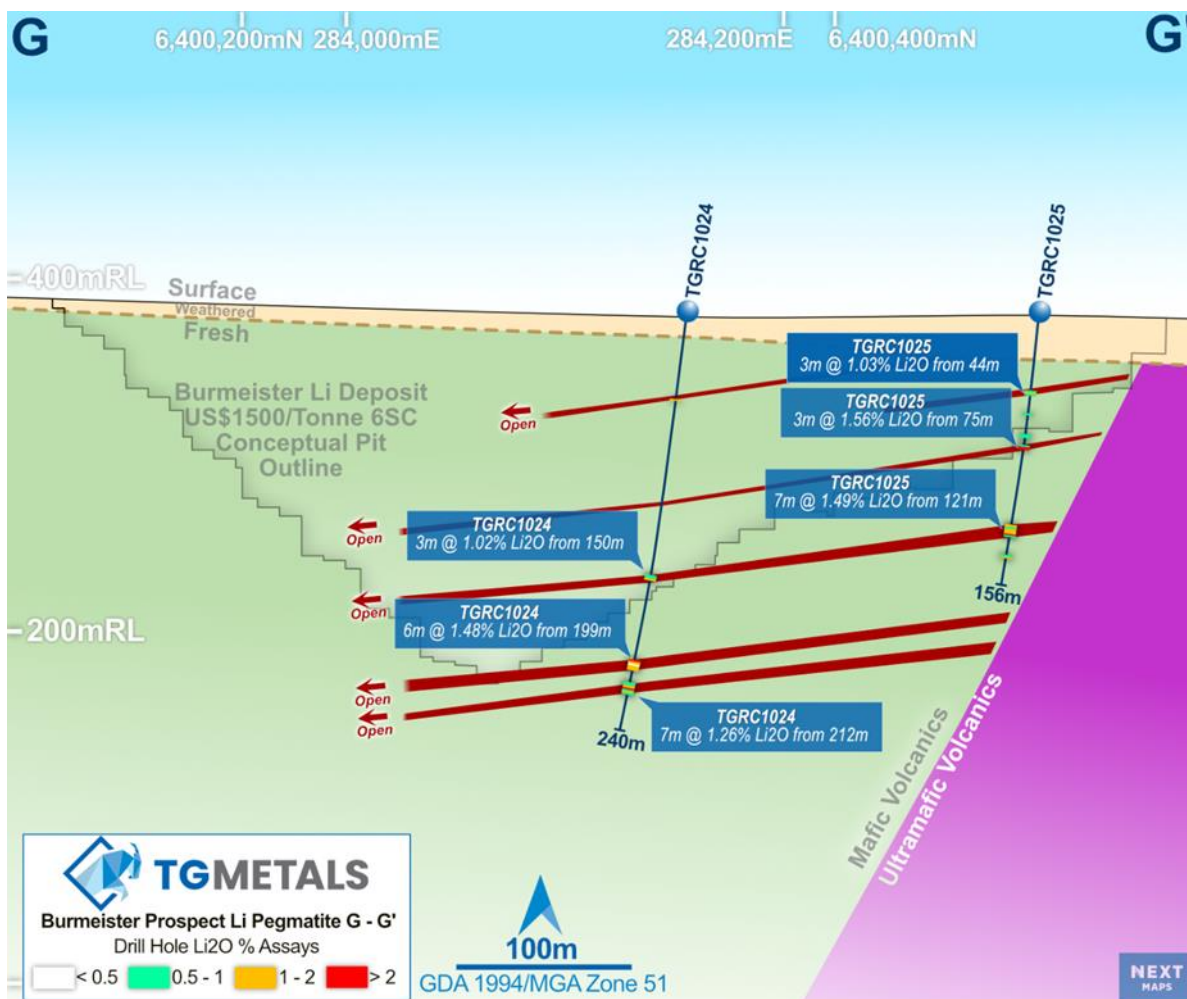 G
6,400,200mN
284,000mE
284,200mE
6,400,400mN
G'
TGRC1024
TGRC1025
400mRL
Surface
Weathered
Fresh
TGRC1025
3m @ 1.03% Li2O from 44m
Burmeister Li Deposit
US$1500/Tonne 6SC
Conceptual Pit
Outline
TGRC1025
3m @ 1.56% Li2O from 75m
Open
TGRC1025
7m @ 1.49% Li2O from 121m
TGRC1024
3m @ 1.02% Li2O from 150m
Open
156m
Open
TGRC1024
6m @ 1.48% Li2O from 199m
200mRL
Open
Open
TGRC1024
7m @ 1.26% Li2O from 212m
240m
Mafic Volcanics
Ultramafic Volcanics
TGMETALS
Burmeister Prospect Li Pegmatite G - G'
Drill Hole Li2O % Assays
< 0.5
0.5 - 1
1 - 2
> 2
100m
GDA 1994/MGA Zone 51
NEXT
MAPS